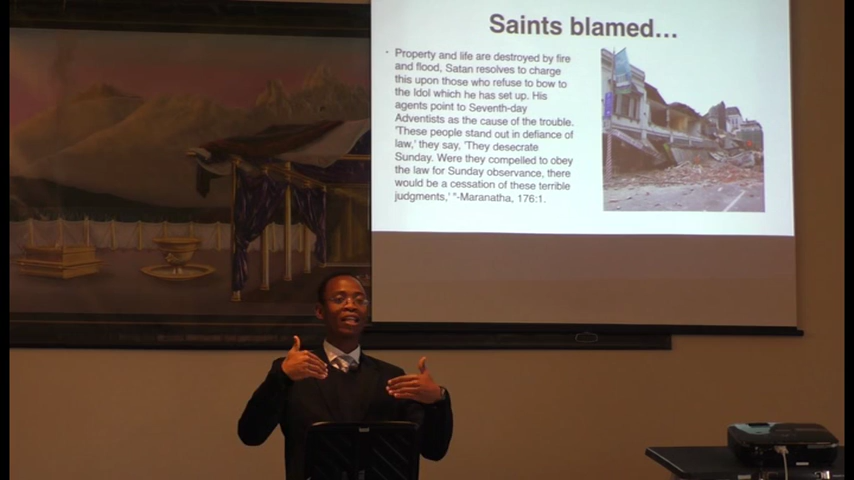 Saints blamed...
• Property and life are destroyed by fire
and flood, Satan resolves to charge
this upon those who refuse to bow to
the Idol which he has set up. His
agents point to Seventh-day
Adventists as the cause of the trouble.
'These people stand out in defiance of
law,' they say, 'They desecrate
Sunday. Were they compelled to obey
the law for Sunday observance, there
would be a cessation of these terrible
judgments,' "-Maranatha, 176:1.